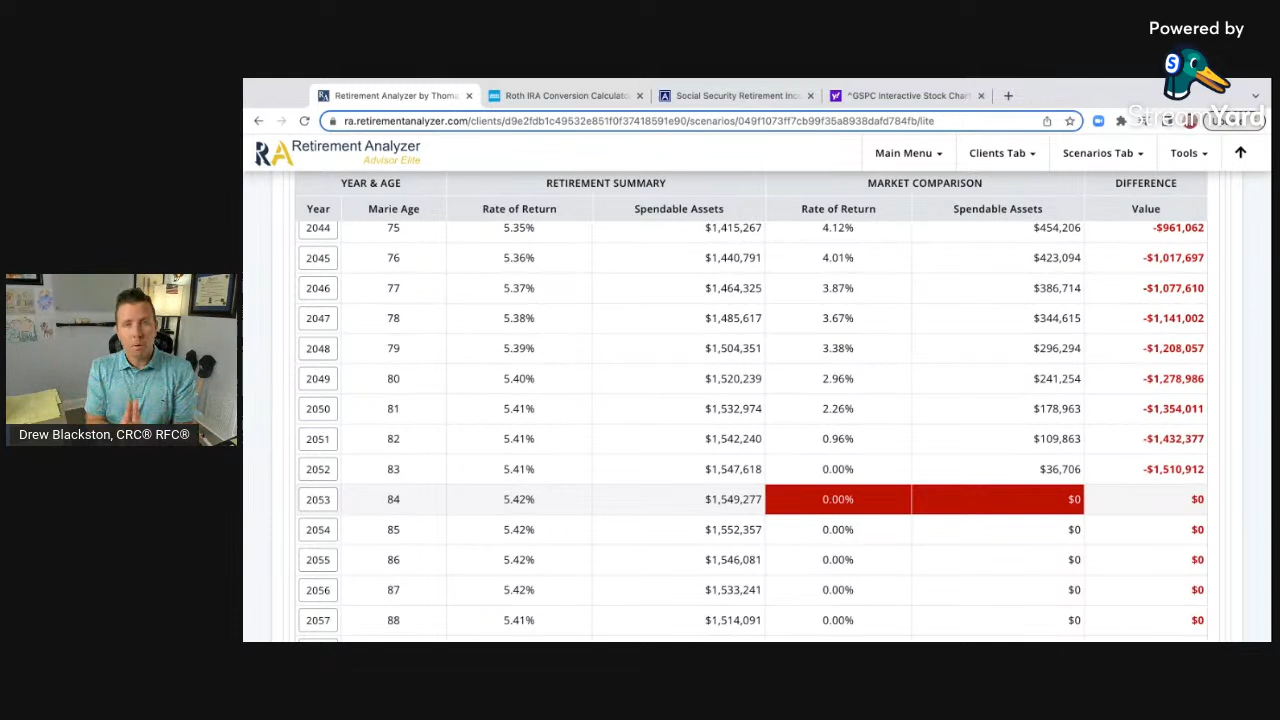 Powered by
S
StreamYard
Retirement Analyzer by Thoma
Roth IRA Conversion Calculator
Social Security Retirement Inc
^GSPC Interactive Stock Chart
ra.retirementanalyzer.com/clients/d9e2fdb1c49532e851f0f37418591e90/scenarios/049f1073ff7cb99f35a8938dafd784fb/lite
RA Retirement Analyzer
Advisor Elite
Main Menu
Clients Tab
Scenarios Tab
Tools
YEAR & AGE RETIREMENT SUMMARY MARKET COMPARISON DIFFERENCE
Year Marie Age Rate of Return Spendable Assets Rate of Return Spendable Assets Value
2044 75 5.35% $1,415,267 4.12% $454,206 -$961,062
2045 76 5.36% $1,440,791 4.01% $423,094 -$1,017,697
2046 77 5.37% $1,464,325 3.87% $386,714 -$1,077,610
2047 78 5.38% $1,485,617 3.67% $344,615 -$1,141,002
2048 79 5.39% $1,504,351 3.38% $296,294 -$1,208,057
2049 80 5.40% $1,520,239 2.96% $241,254 -$1,278,986
2050 81 5.41% $1,532,974 2.26% $178,963 -$1,354,011
2051 82 5.41% $1,542,240 0.96% $109,863 -$1,432,377
2052 83 5.41% $1,547,618 0.00% $36,706 -$1,510,912
2053 84 5.42% $1,549,277 0.00% $0 $0
2054 85 5.42% $1,552,357 0.00% $0 $0
2055 86 5.42% $1,546,081 0.00% $0 $0
2056 87 5.42% $1,533,241 0.00% $0 $0
2057 88 5.41% $1,514,091 0.00% $0 $0
Drew Blackston, CRC® RFC®